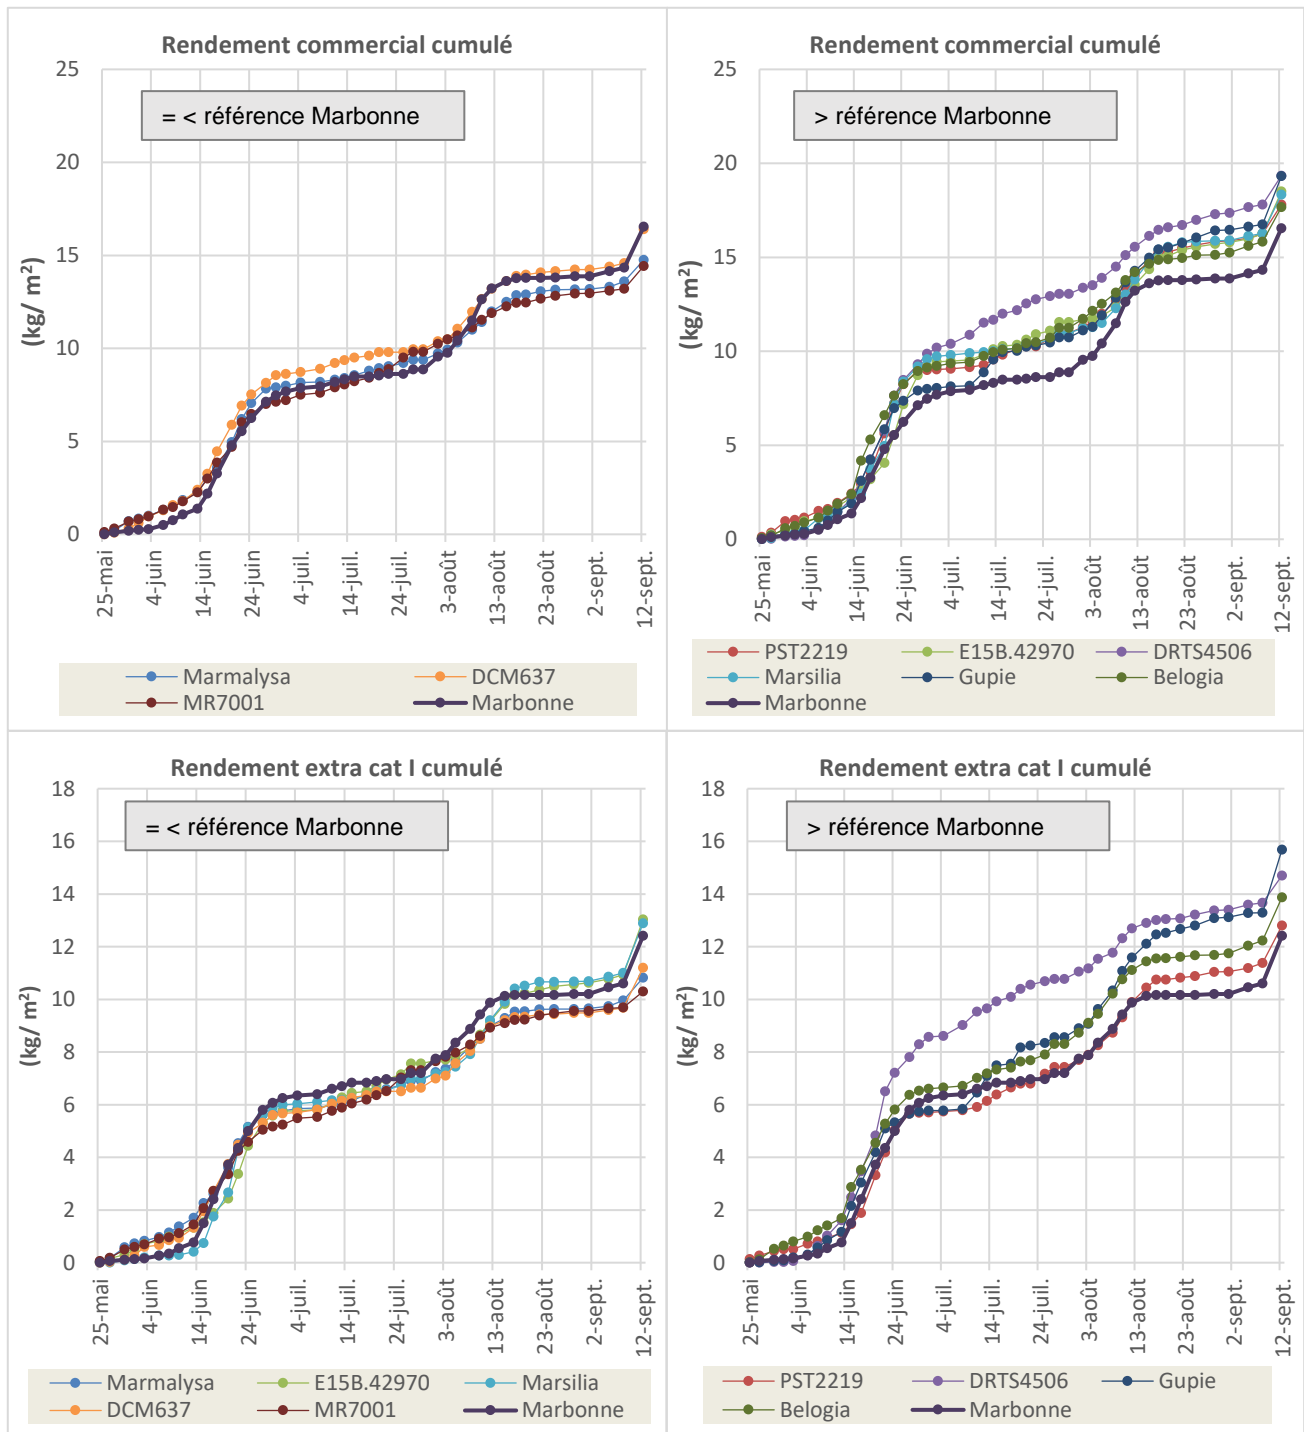 Rendement commercial cumulé
= < référence Marbonne
(kg/ m²)
25
20
15
10
5
0
25-mai
4-juin
14-juin
24-juin
4-juil.
14-juil.
24-juil.
3-août
13-août
23-août
2-sept.
12-sept.
Marmalysa
DCM637
MR7001
Marbonne
Rendement commercial cumulé
> référence Marbonne
(kg/ m²)
25
20
15
10
5
0
25-mai
4-juin
14-juin
24-juin
4-juil.
14-juil.
24-juil.
3-août
13-août
23-août
2-sept.
12-sept.
PST2219
E15B.42970
DRTS4506
Marsilia
Gupie
Belogia
Marbonne
Rendement extra cat I cumulé
= < référence Marbonne
(kg/ m²)
18
16
14
12
10
8
6
4
2
0
25-mai
4-juin
14-juin
24-juin
4-juil.
14-juil.
24-juil.
3-août
13-août
23-août
2-sept.
12-sept.
Marmalysa
E15B.42970
Marsilia
DCM637
MR7001
Marbonne
Rendement extra cat I cumulé
> référence Marbonne
(kg/ m²)
18
16
14
12
10
8
6
4
2
0
25-mai
4-juin
14-juin
24-juin
4-juil.
14-juil.
24-juil.
3-août
13-août
23-août
2-sept.
12-sept.
PST2219
DRTS4506
Gupie
Belogia
Marbonne